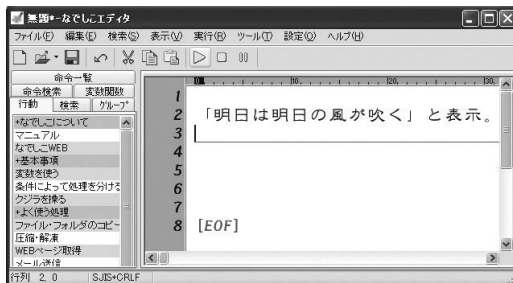 無題*-なでしこエディタ
ファイル(F) 編集(E) 検索(S) 表示(V) 実行(R) ツール(T) 設定(O) ヘルプ(H)
命令一覧
命令検索 変数関数
行動 検索 グループ
+なでしこについて
マニュアル
なでしこWEB
+基本事項
変数を使う
条件によって処理を分ける
クジラを操る
+よく使う処理
ファイル・フォルダのコピー
圧縮・解凍
WEBページ取得
メール送信
0 10 20 30
1
2 「明日は明日の風が吹く」と表示。
3
4
5
6
7
8 [EOF]
行列 2, 0 SJIS+CRLF